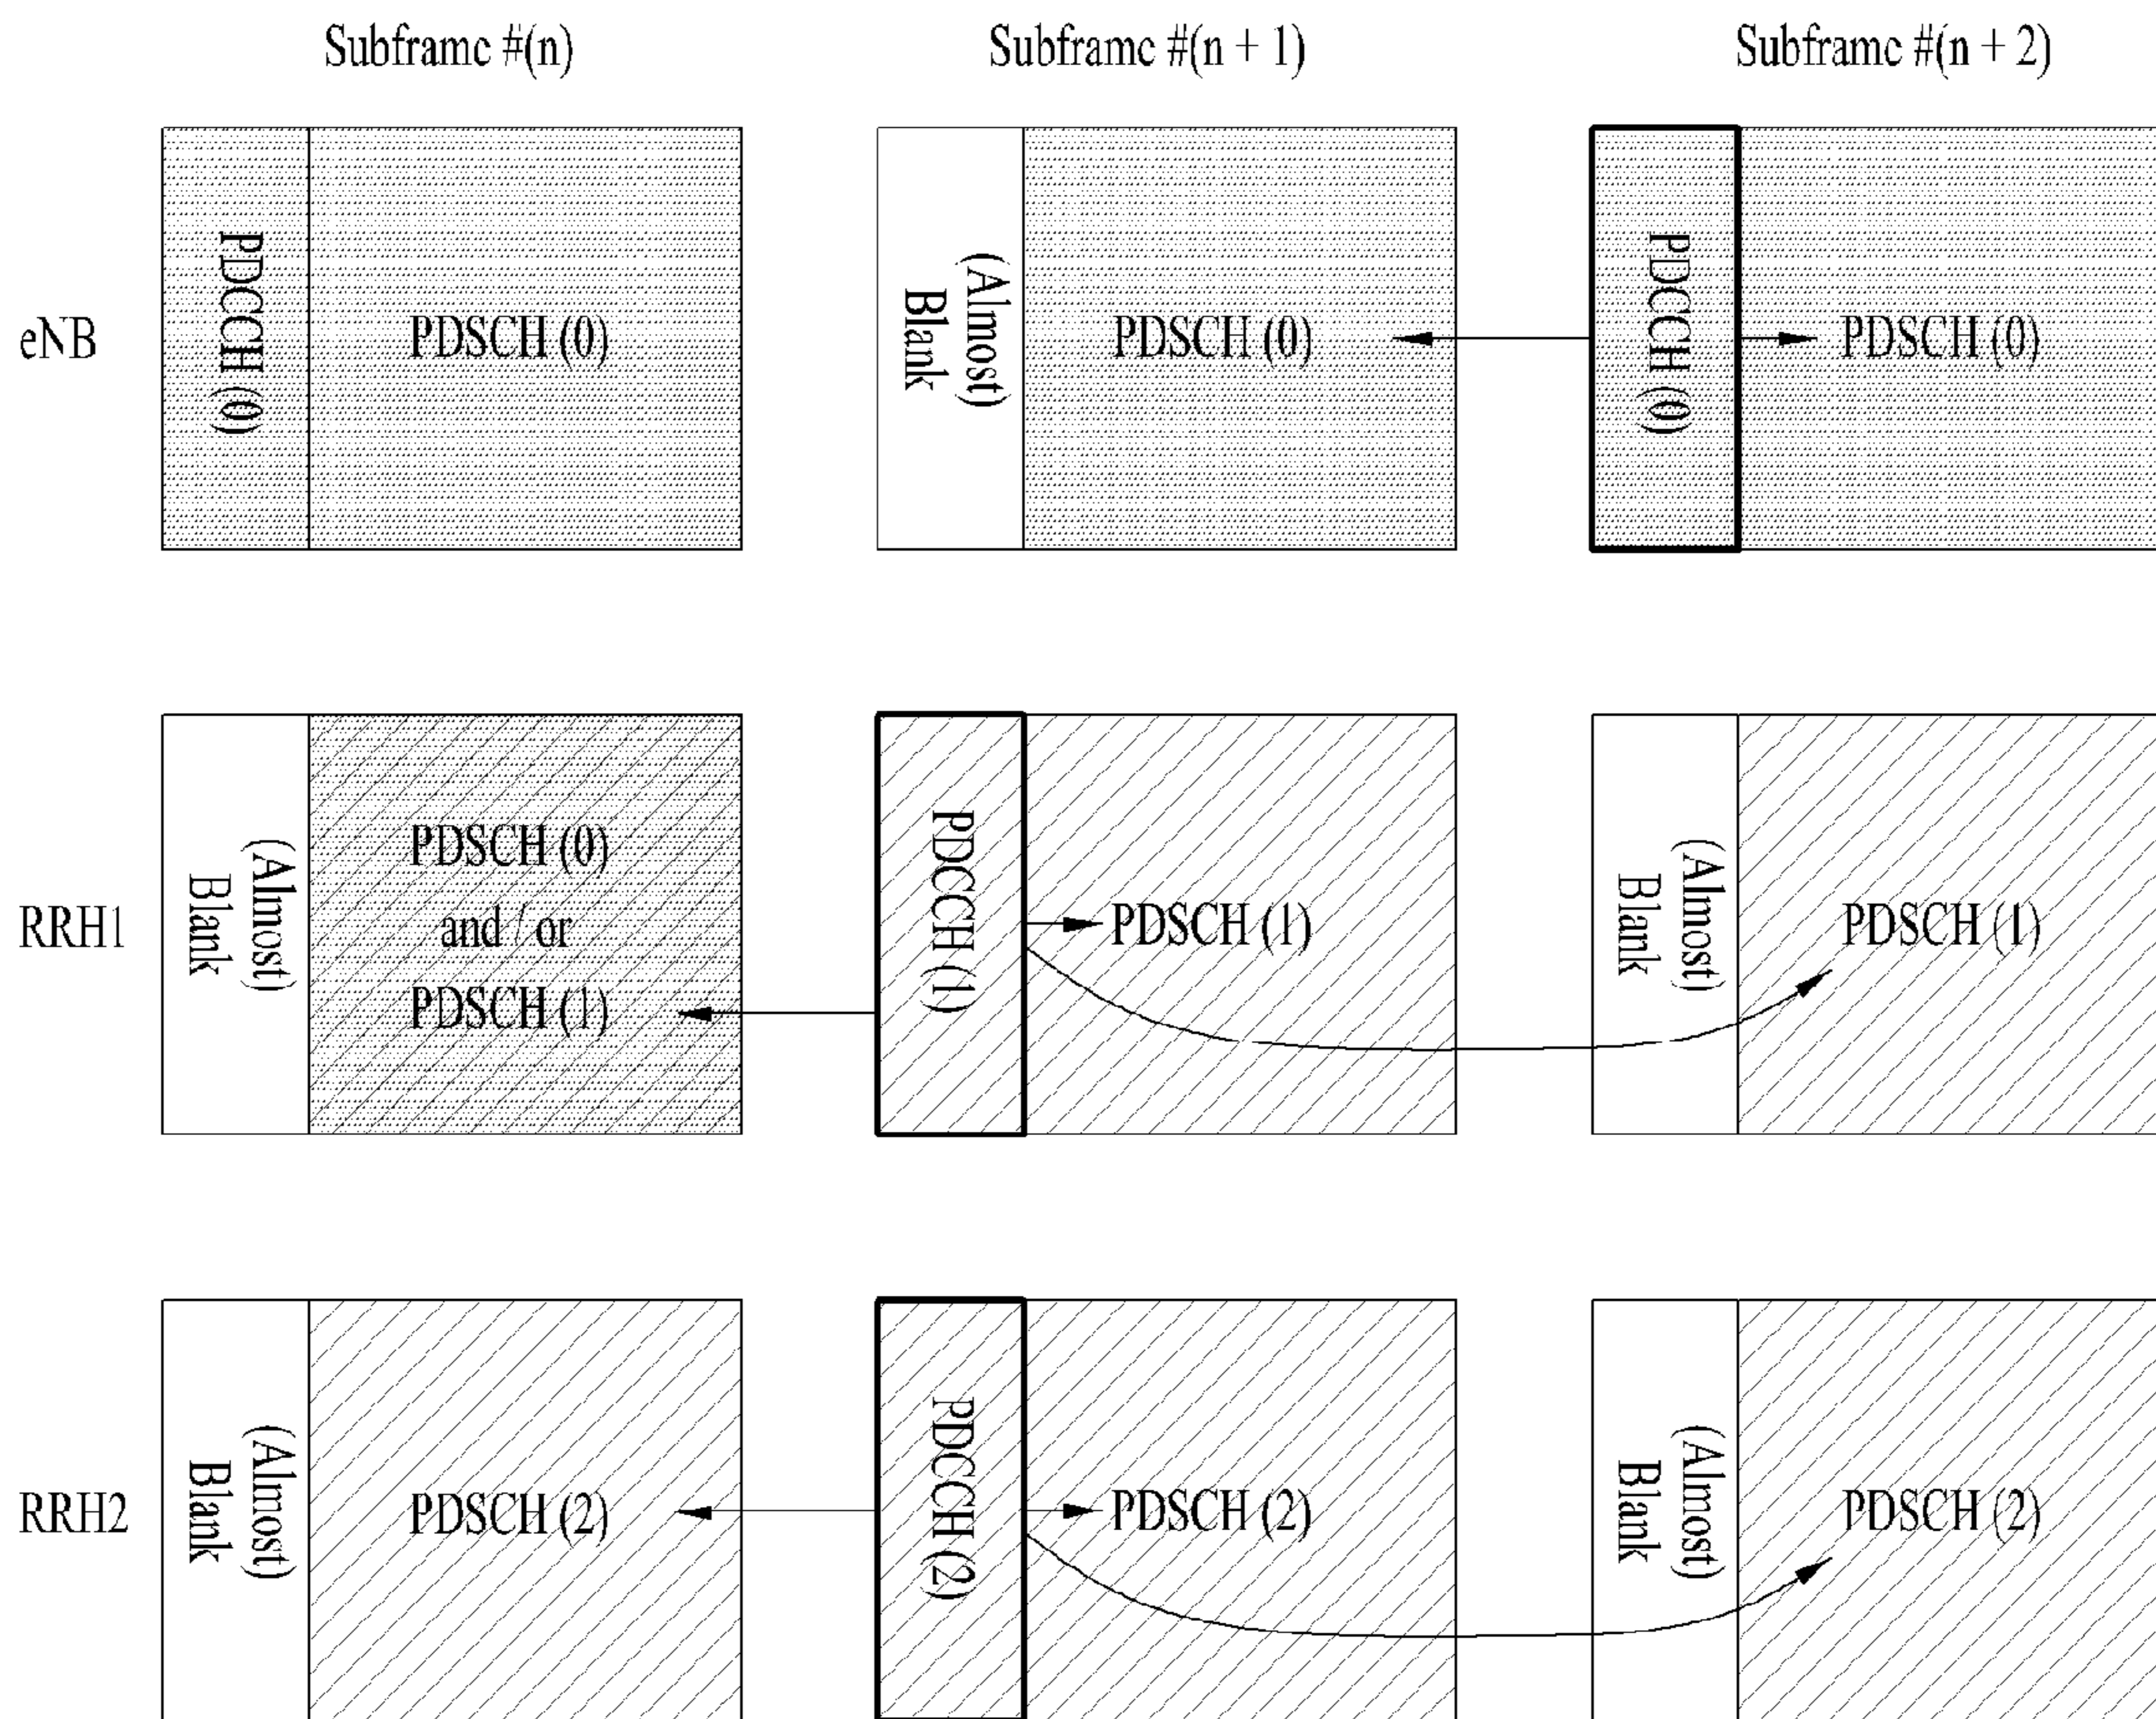 Subframe #(n)
Subframe #(n + 1)
Subframe #(n + 2)
eNB
PDCCH (0)
PDSCH (0)
(Almost)
Blank
PDSCH (0)
PDCCH (0)
PDSCH (0)
RRH1
(Almost)
Blank
PDSCH (0)
and / or
PDSCH (1)
PDCCH (1)
PDSCH (1)
(Almost)
Blank
PDSCH (1)
RRH2
(Almost)
Blank
PDSCH (2)
PDCCH (2)
PDSCH (2)
(Almost)
Blank
PDSCH (2)